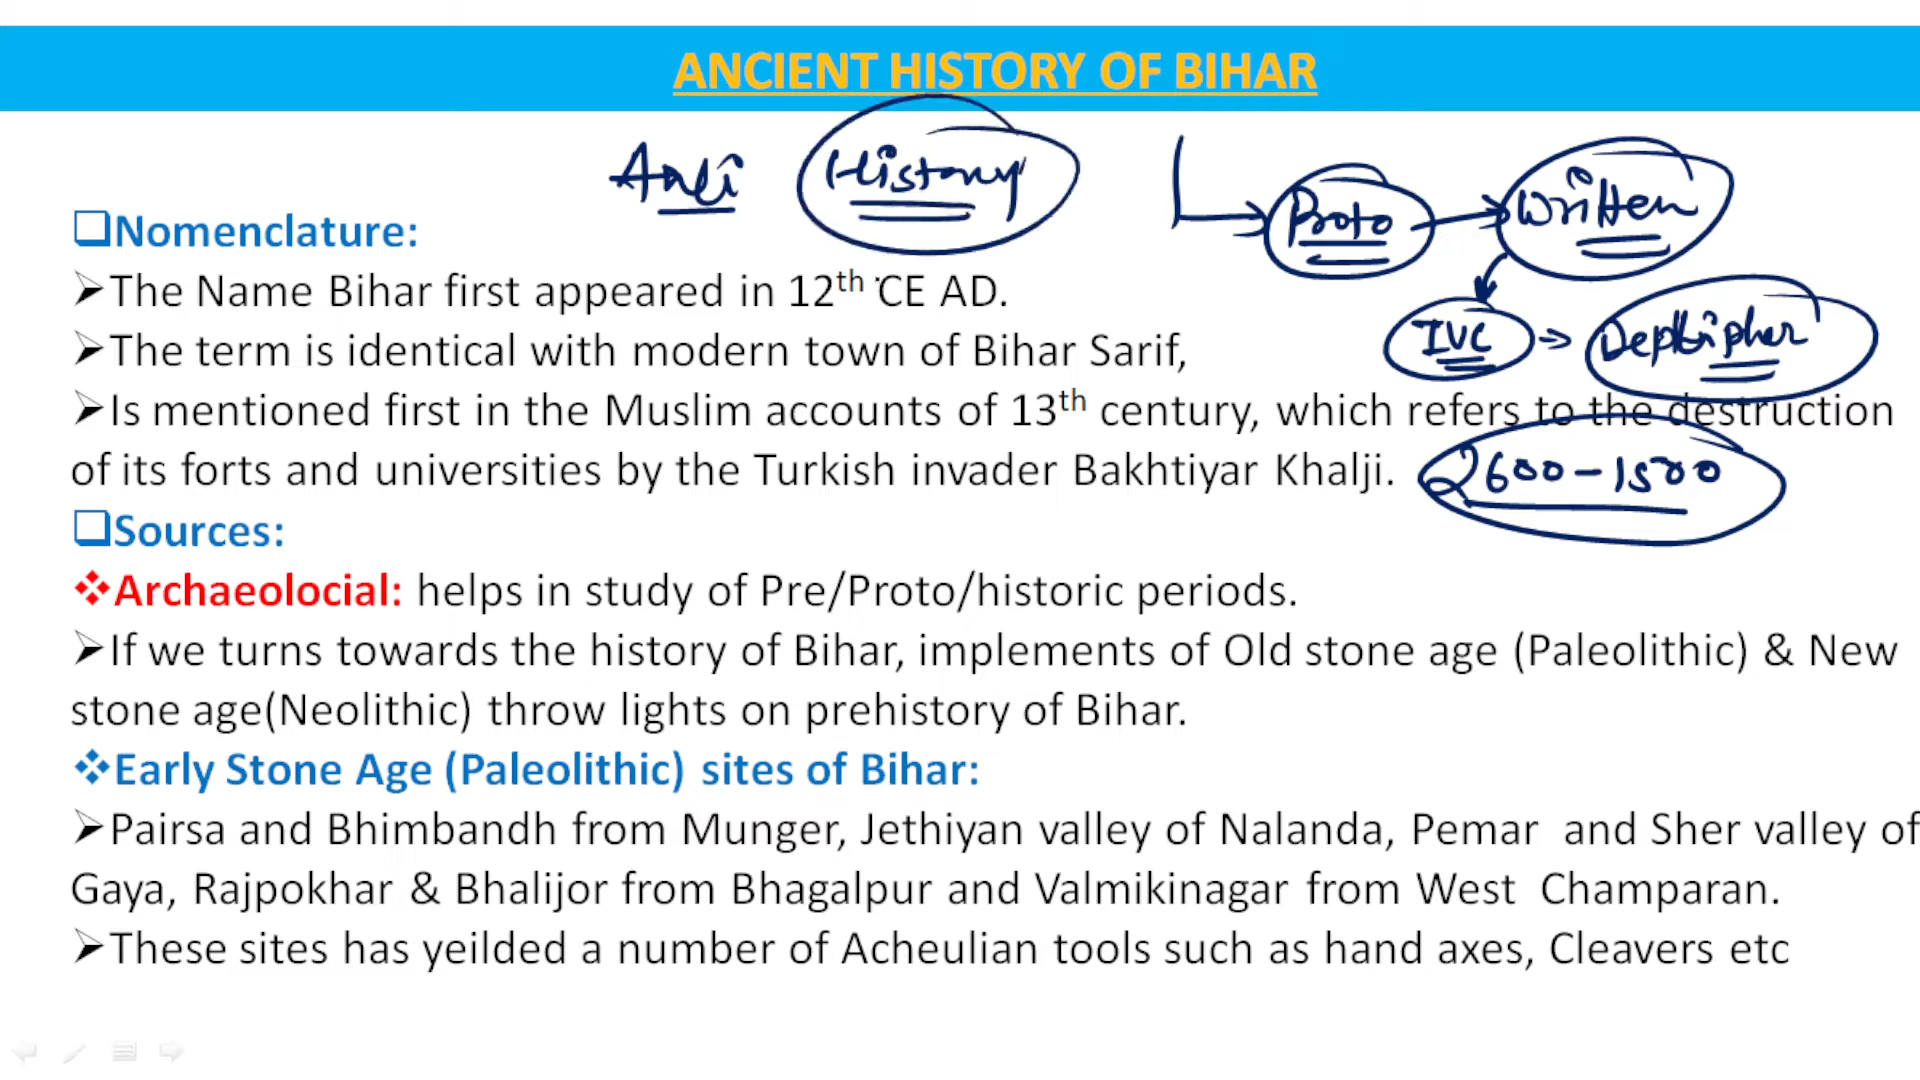 ANCIENT HISTORY OF BIHAR
History
Proto
Written
❑Nomenclature:
➢The Name Bihar first appeared in 12th CE AD.
IVC
➢The term is identical with modern town of Bihar Sarif,
➢Is mentioned first in the Muslim accounts of 13th century, which refers to the destruction
of its forts and universities by the Turkish invader Bakhtiyar Khalji.
2600-1500
❑Sources:
❖Archaeolocial: helps in study of Pre/Proto/historic periods.
➢If we turns towards the history of Bihar, implements of Old stone age (Paleolithic) & New
stone age(Neolithic) throw lights on prehistory of Bihar.
❖Early Stone Age (Paleolithic) sites of Bihar:
➢Pairsa and Bhimbandh from Munger, Jethiyan valley of Nalanda, Pemar and Sher valley of
Gaya, Rajpokhar & Bhalijor from Bhagalpur and Valmikinagar from West Champaran.
➢These sites has yeilded a number of Acheulian tools such as hand axes, Cleavers etc